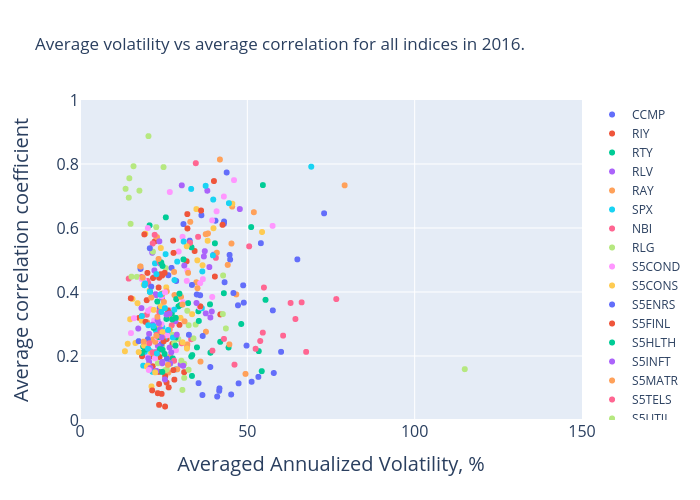 Average volatility vs average correlation for all indices in 2016.
Average correlation coefficient
1
0.8
0.6
0.4
0.2
0
0
50
100
150
Averaged Annualized Volatility, %
CCMP
RIY
RTY
RLV
RAY
SPX
NBI
RLG
S5COND
S5CONS
S5ENRS
S5FINL
S5HLTH
S5INFT
S5MATR
S5TELS
S5UTIL